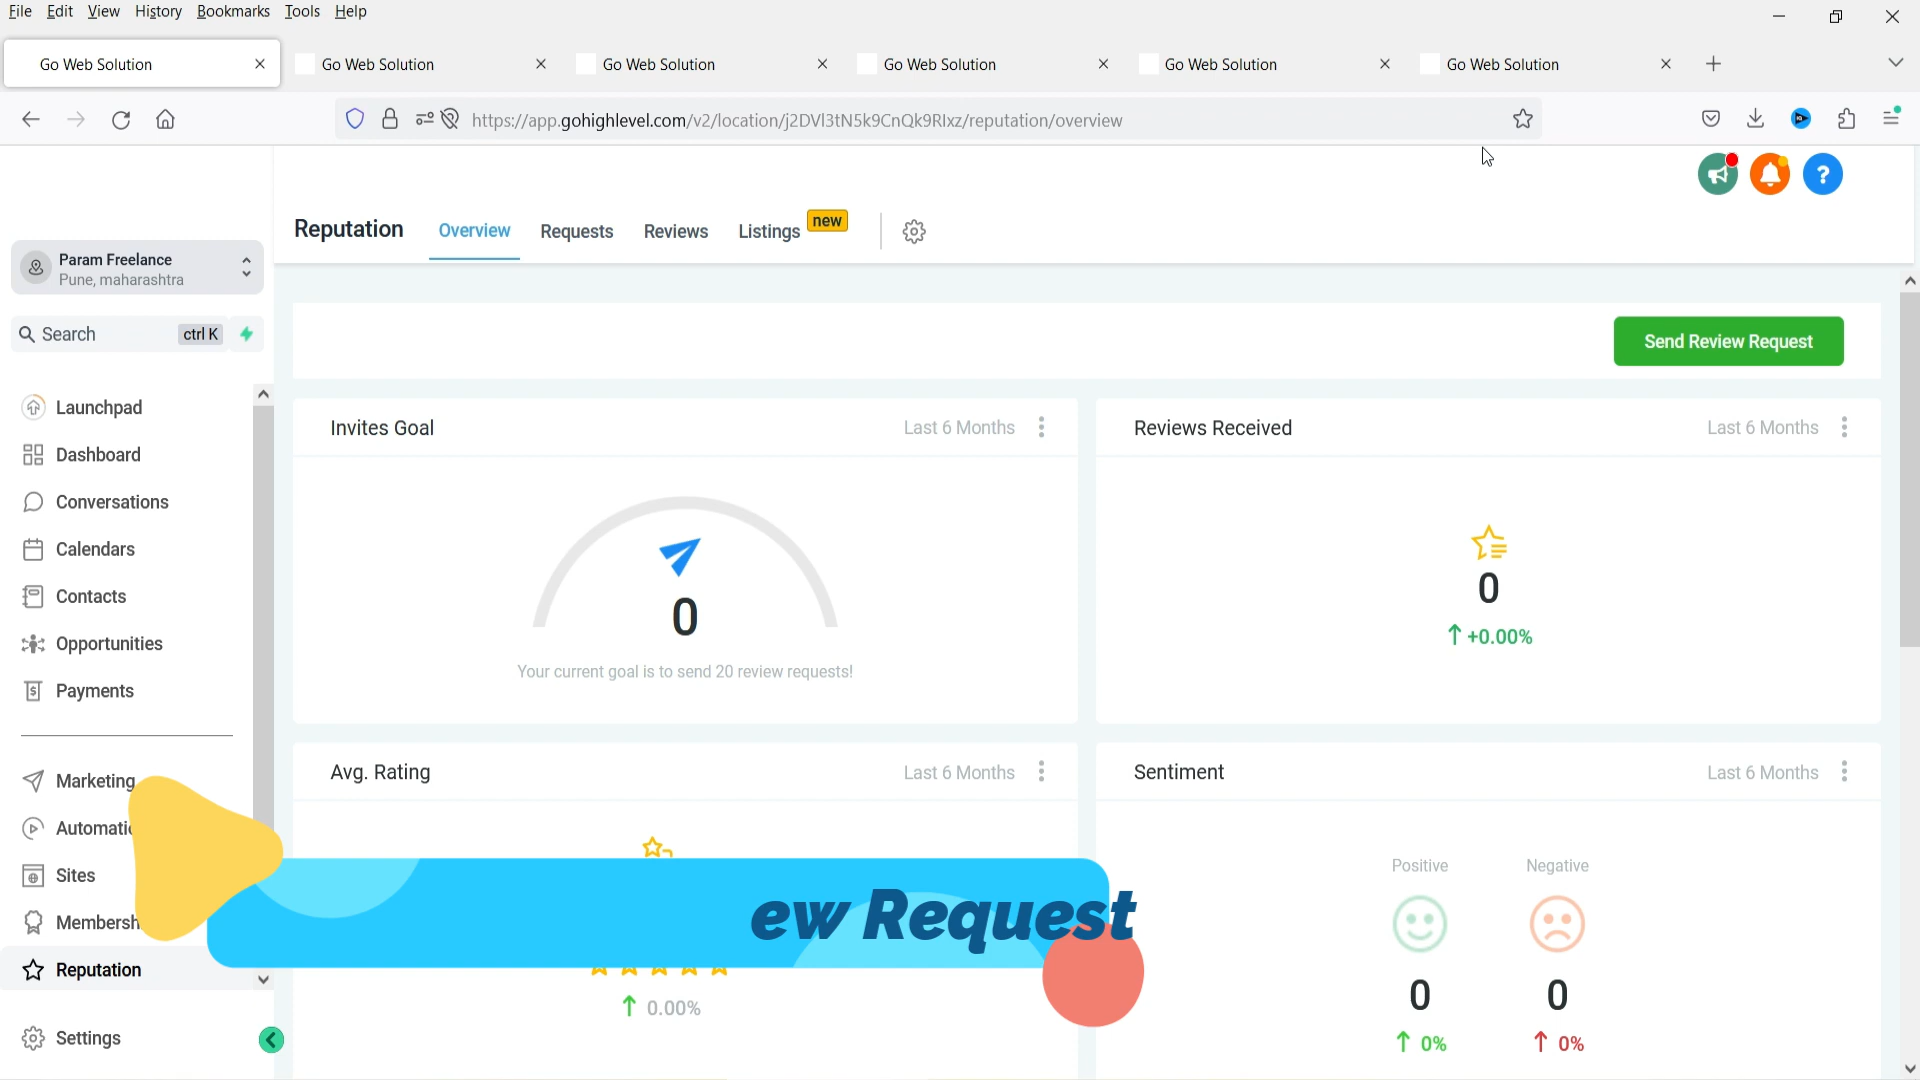 File Edit View History Bookmarks Tools Help
Go Web Solution Go Web Solution Go Web Solution Go Web Solution Go Web Solution Go Web Solution
https://app.gohighlevel.com/v2/location/j2DVl3tN5k9CnQk9RIxz/reputation/overview
Reputation Overview Requests Reviews Listings new
Param Freelance
Pune, maharashtra
Search ctrl K
Send Review Request
Launchpad
Dashboard
Conversations
Calendars
Contacts
Opportunities
Payments
Marketing
Automatic
Sites
Membersh
Reputation
Settings
Invites Goal Last 6 Months
0
Your current goal is to send 20 review requests!
Reviews Received Last 6 Months
0
+0.00%
Avg. Rating Last 6 Months
0.00%
Sentiment Last 6 Months
Positive Negative
0 0
0% 0%
ew Request